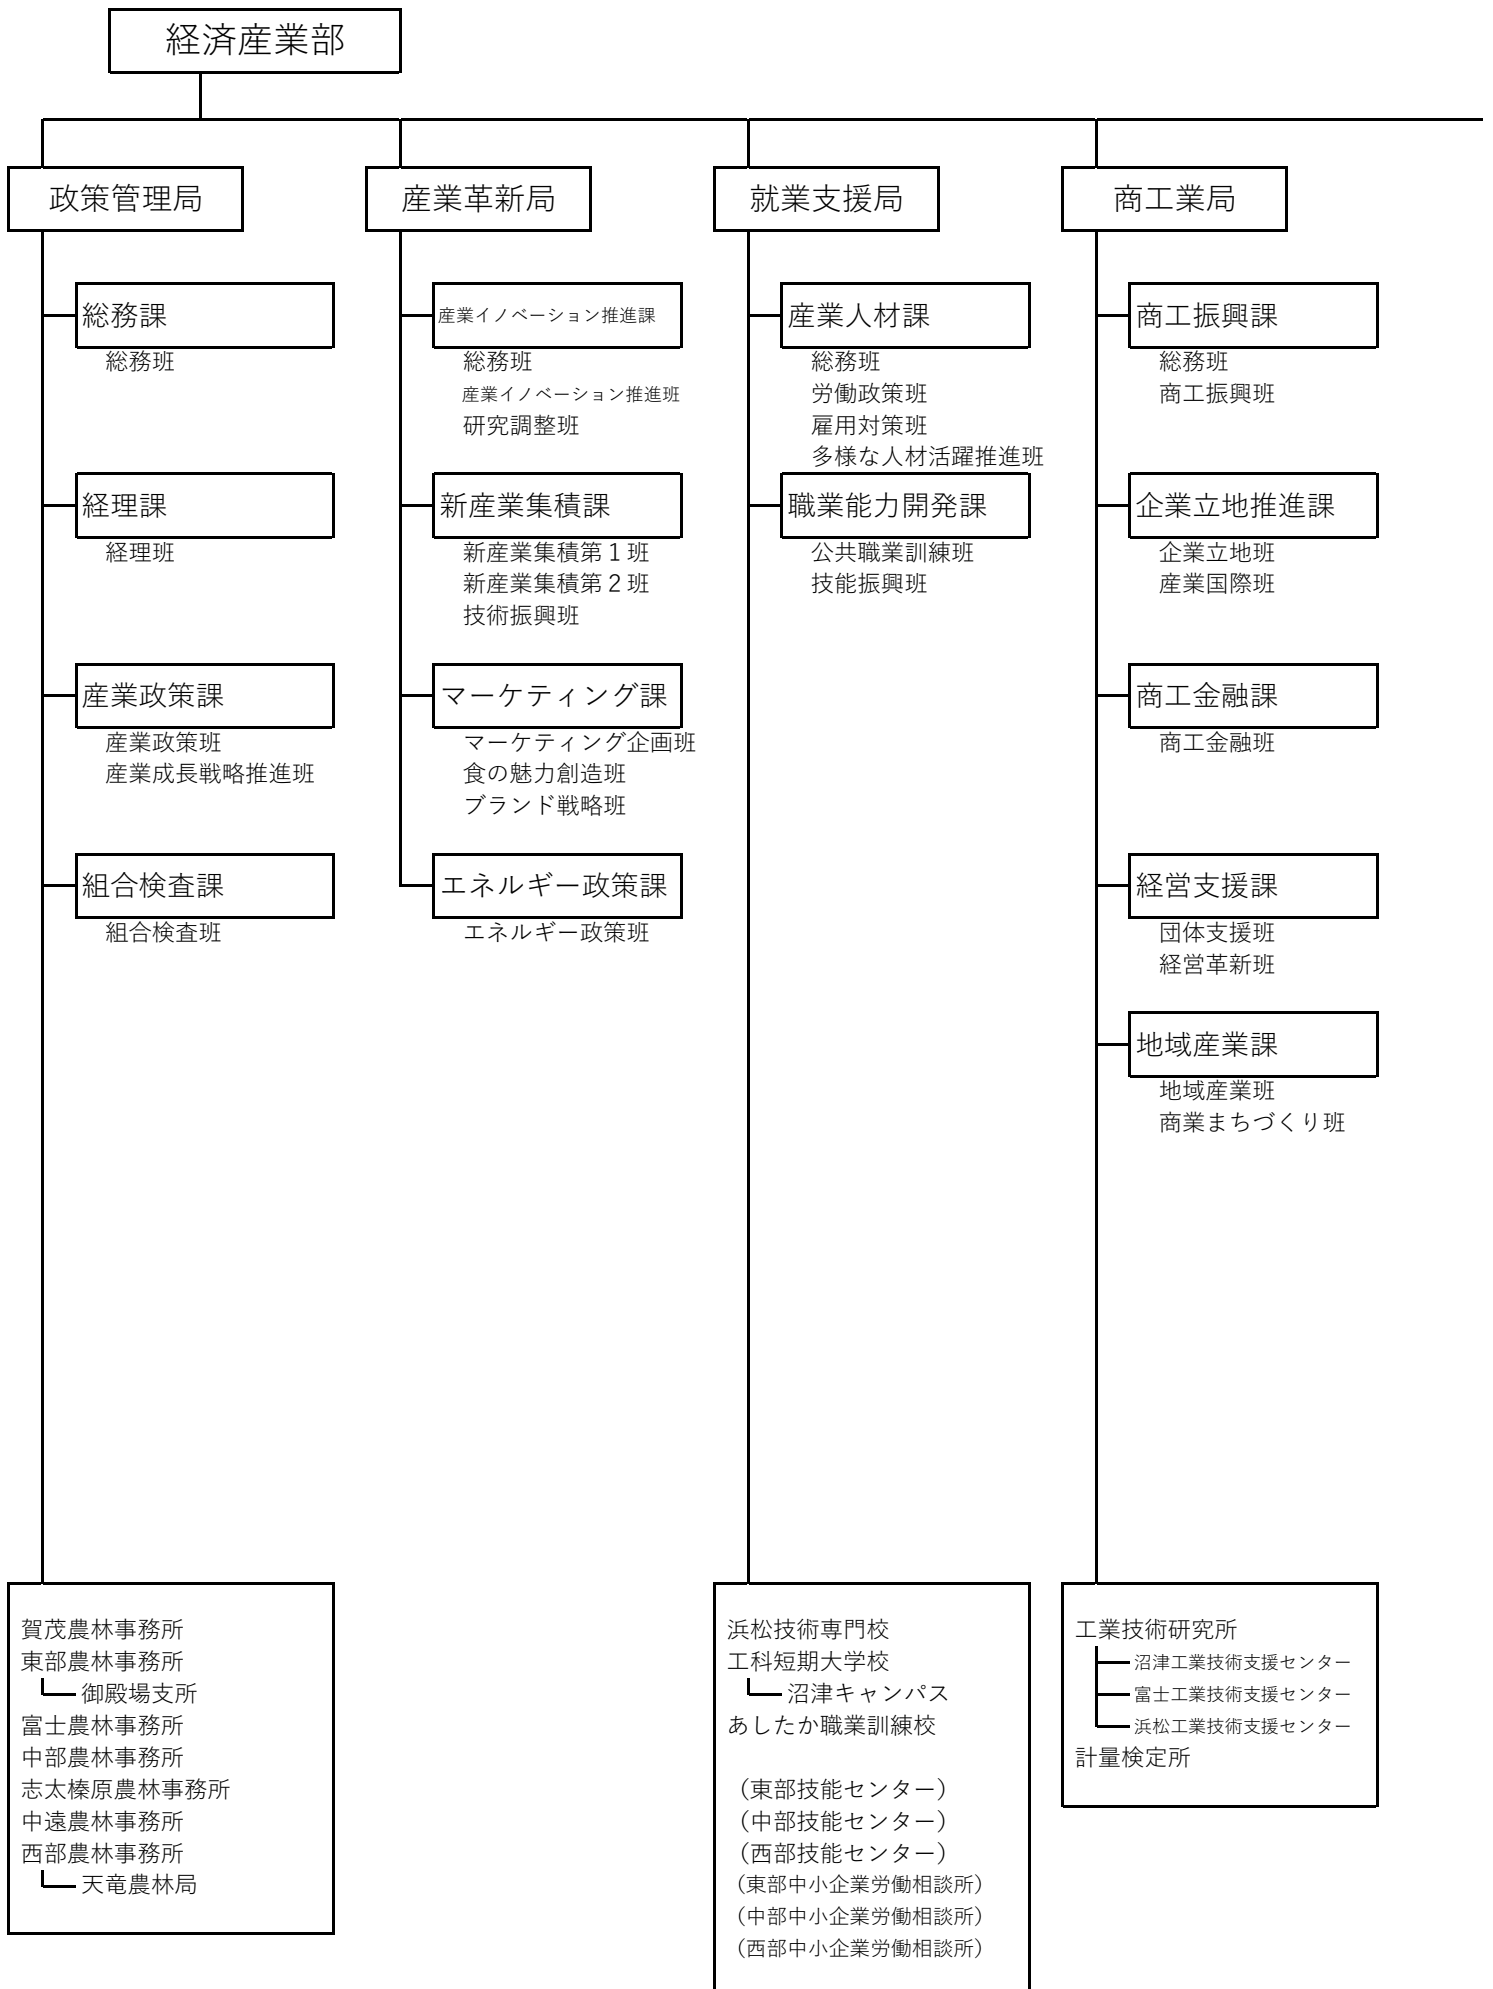 経済産業部
政策管理局
総務課
総務班
経理課
経理班
産業政策課
産業政策班
産業成長戦略推進班
組合検査課
組合検査班
賀茂農林事務所
東部農林事務所
御殿場支所
富士農林事務所
中部農林事務所
志太榛原農林事務所
中遠農林事務所
西部農林事務所
天竜農林局
産業革新局
産業イノベーション推進課
総務班
産業イノベーション推進班
研究調整班
新産業集積課
新産業集積第1班
新産業集積第2班
技術振興班
マーケティング課
マーケティング企画班
食の魅力創造班
ブランド戦略班
エネルギー政策課
エネルギー政策班
就業支援局
産業人材課
総務班
労働政策班
雇用対策班
多様な人材活躍推進班
職業能力開発課
公共職業訓練班
技能振興班
浜松技術専門校
工科短期大学校
沼津キャンパス
あしたか職業訓練校
（東部技能センター）
（中部技能センター）
（西部技能センター）
（東部中小企業労働相談所）
（中部中小企業労働相談所）
（西部中小企業労働相談所）
商工業局
商工振興課
総務班
商工振興班
企業立地推進課
企業立地班
産業国際班
商工金融課
商工金融班
経営支援課
団体支援班
経営革新班
地域産業課
地域産業班
商業まちづくり班
工業技術研究所
沼津工業技術支援センター
富士工業技術支援センター
浜松工業技術支援センター
計量検定所